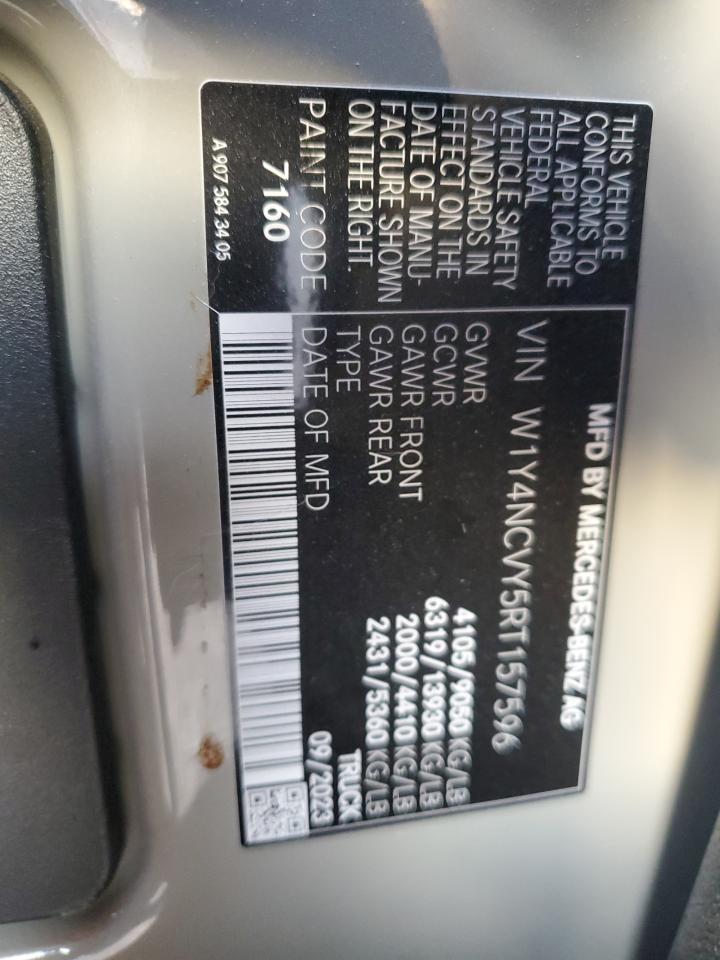 MFD BY MERCEDES-BENZ AG
THIS VEHICLE
CONFORMS TO
ALL APPLICABLE
FEDERAL
VEHICLE SAFETY
STANDARDS IN
EFFECT ON THE
DATE OF MANU-
FACTURE SHOWN
ON THE RIGHT.
PAINT CODE
7160
A 907 584 34 05
VIN W1Y4NCVY5RT157596
GVWR 4105/9050 KG/LB
GCWR 6319/13930 KG/LB
GAWR FRONT 2000/4410 KG/LB
GAWR REAR 2431/5360 KG/LB
TYPE TRUCK
DATE OF MFD 09/2023